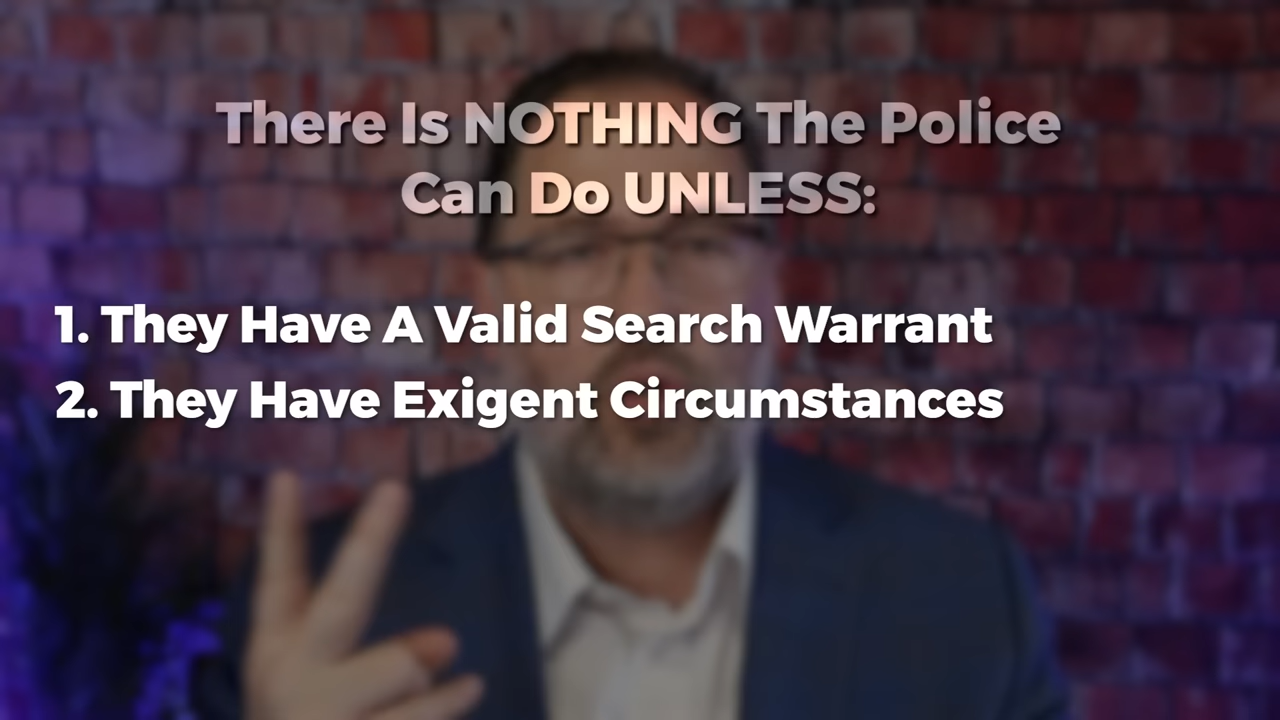 There Is NOTHING The Police
Can Do UNLESS:
1. They Have A Valid Search Warrant
2. They Have Exigent Circumstances